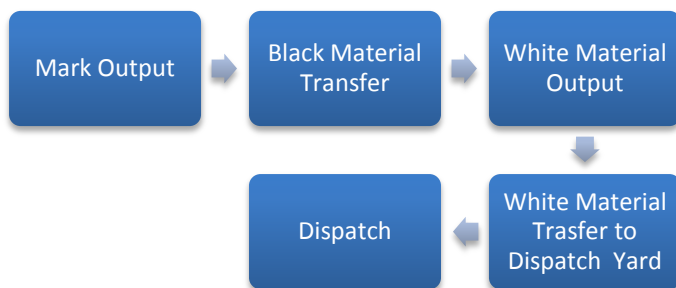 Mark Output
Black Material
Transfer
White Material
Output
White Material
Trasfer to
Dispatch Yard
Dispatch